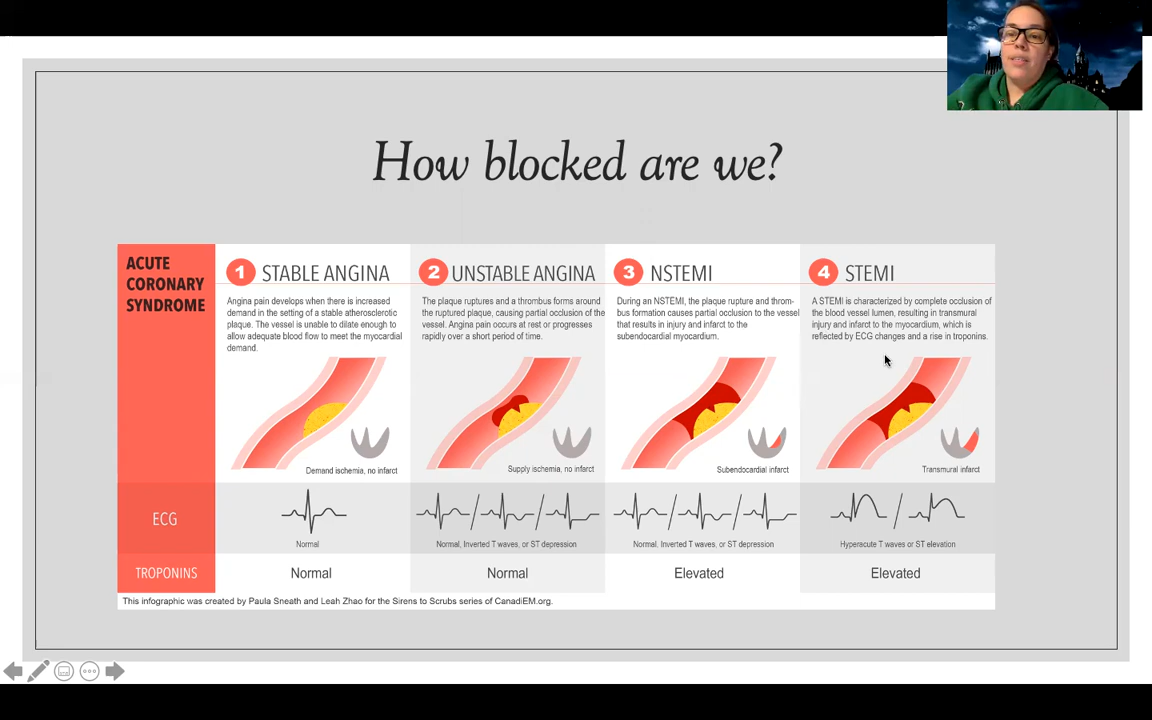 How blocked are we?
ACUTE
CORONARY
SYNDROME
1 STABLE ANGINA
Angina pain develops when there is increased
demand in the setting of a stable atherosclerotic
plaque. The vessel is unable to dilate enough to
allow adequate blood flow to meet the myocardial
demand.
Demand ischemia, no infarct
2 UNSTABLE ANGINA
The plaque ruptures and a thrombus forms around
the ruptured plaque, causing partial occlusion of the
vessel. Angina pain occurs at rest or progresses
rapidly over a short period of time.
Supply ischemia, no infarct
3 NSTEMI
During an NSTEMI, the plaque rupture and throm-
bus formation causes partial occlusion to the vessel
that results in injury and infarct to the
subendocardial myocardium.
Subendocardial infarct
4 STEMI
A STEMI is characterized by complete occlusion of
the blood vessel lumen, resulting in transmural
injury and infarct to the myocardium, which is
reflected by ECG changes and a rise in troponins.
Transmural infarct
ECG
Normal
Normal, Inverted T waves, or ST depression
Normal, Inverted T waves, or ST depression
Hyperacute T waves or ST elevation
TROPONINS
Normal
Normal
Elevated
Elevated
This infographic was created by Paula Sneath and Leah Zhao for the Sirens to Scrubs series of CanadiEM.org.